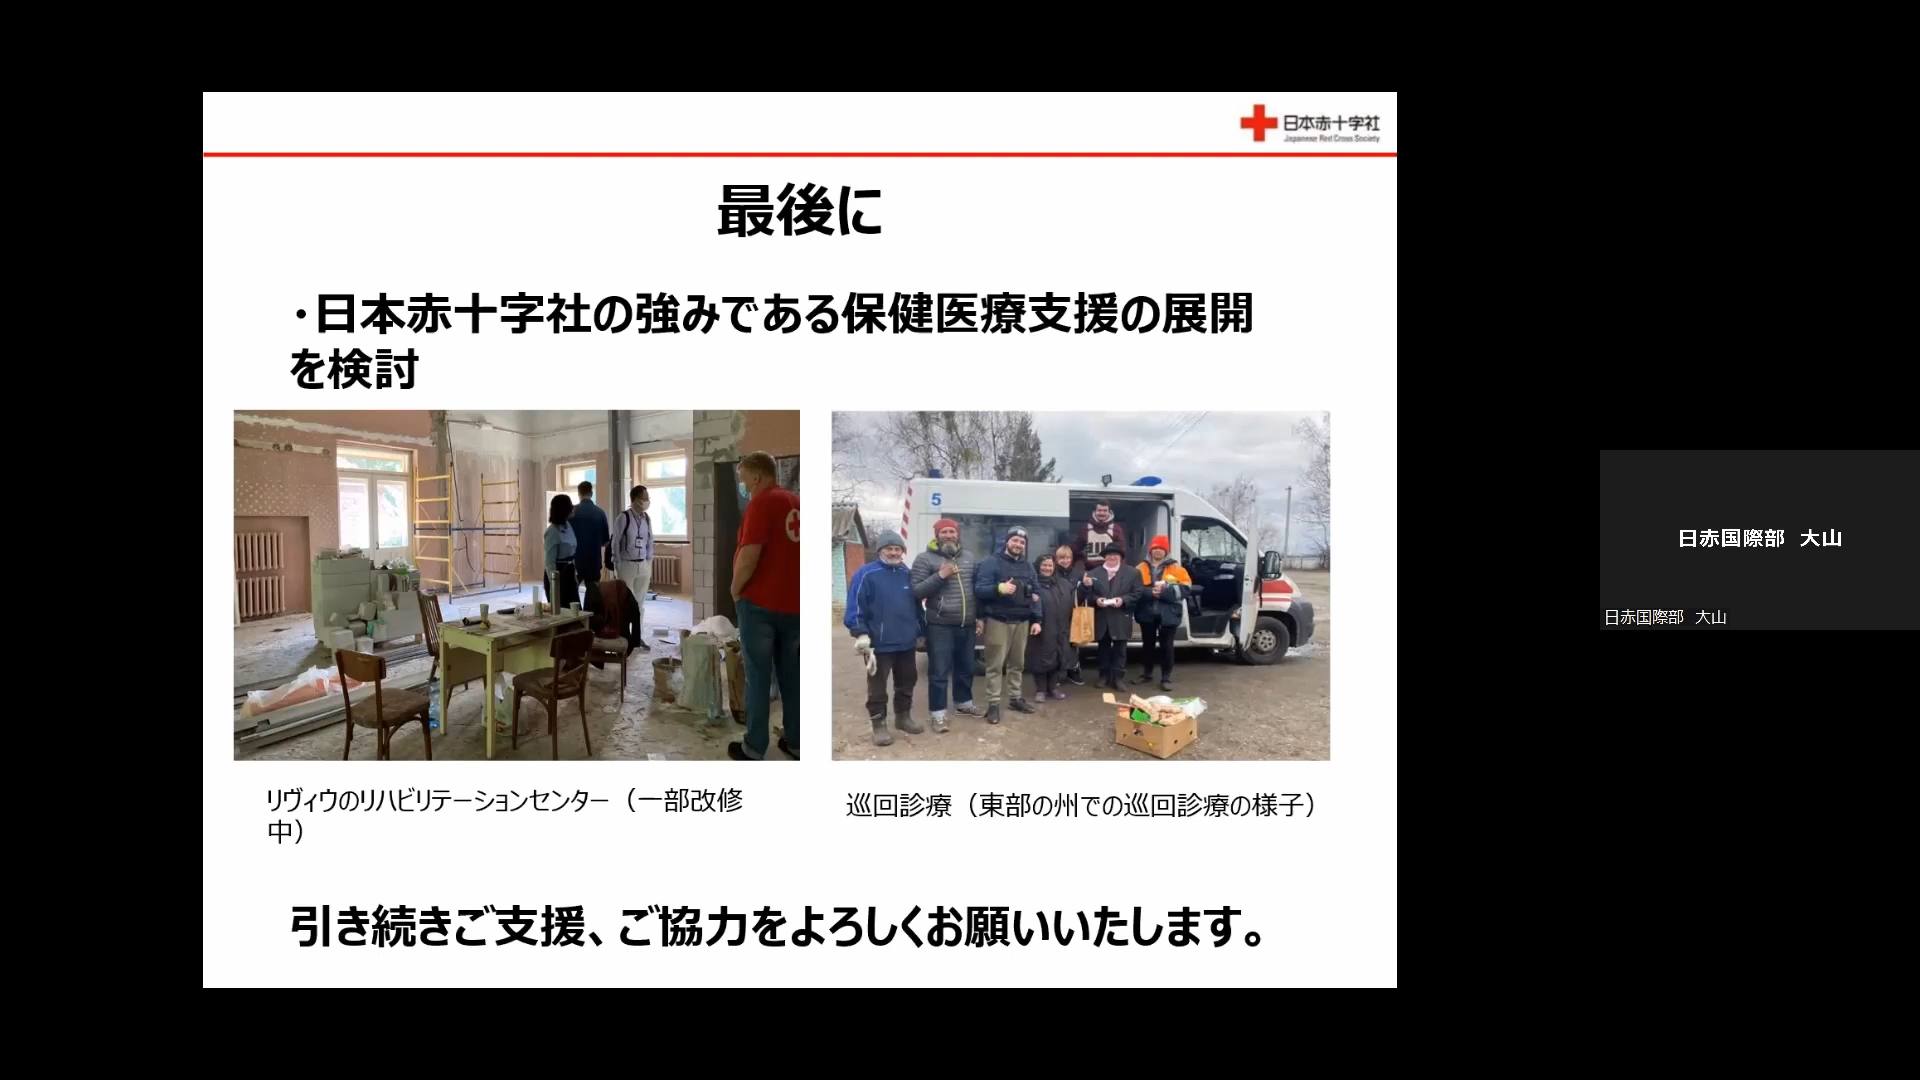 日本赤十字社
Japanese Red Cross Society
最後に
・日本赤十字社の強みである保健医療支援の展開
を検討
5
リヴィウのリハビリテーションセンター（一部改修
中）
巡回診療（東部の州での巡回診療の様子）
引き続きご支援、ご協力をよろしくお願いいたします。
日赤国際部 大山
日赤国際部 大山